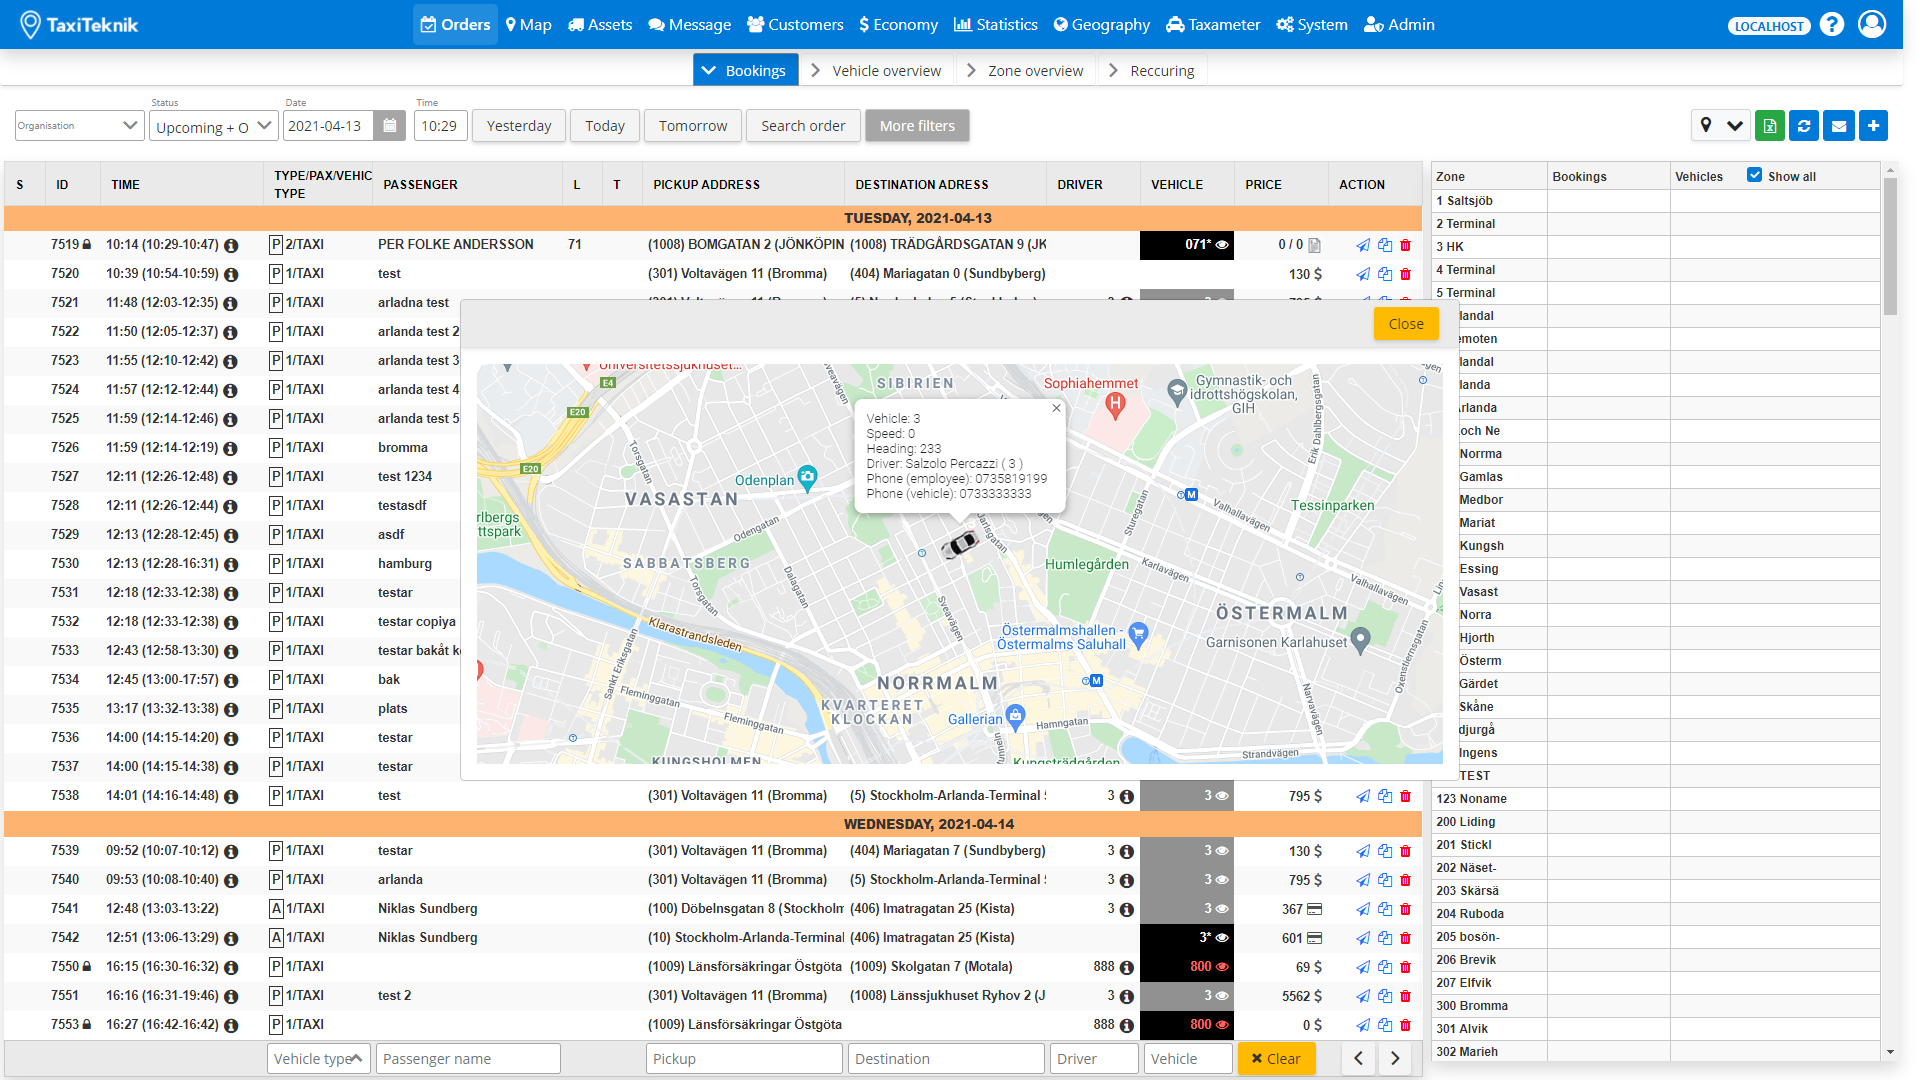 TaxiTeknik
Orders Map Assets Message Customers Economy Statistics Geography Taxameter System Admin
LOCALHOST ?
Bookings Vehicle overview Zone overview Reccuring
Organisation
Status Upcoming + O
Date 2021-04-13
Time 10:29
Yesterday Today Tomorrow Search order More filters
S ID TIME TYPE/PAX/VEHIC TYPE PASSENGER L T PICKUP ADDRESS DESTINATION ADRESS DRIVER VEHICLE PRICE ACTION
TUESDAY, 2021-04-13
7519 10:14 (10:29-10:47) P 2/TAXI PER FOLKE ANDERSSON 71 (1008) BOMGATAN 2 (JÖNKÖPIN (1008) TRÄDGÅRDSGATAN 9 (JK 071* 0 / 0
7520 10:39 (10:54-10:59) P 1/TAXI test (301) Voltavägen 11 (Bromma) (404) Mariagatan 0 (Sundbyberg) 130 $
7521 11:48 (12:03-12:35) P 1/TAXI arladna test
7522 11:50 (12:05-12:37) P 1/TAXI arlanda test 2
7523 11:55 (12:10-12:42) P 1/TAXI arlanda test 3
7524 11:57 (12:12-12:44) P 1/TAXI arlanda test 4
7525 11:59 (12:14-12:46) P 1/TAXI arlanda test 5
7526 11:59 (12:14-12:19) P 1/TAXI bromma
7527 12:11 (12:26-12:48) P 1/TAXI test 1234
7528 12:11 (12:26-12:44) P 1/TAXI testasdf
7529 12:13 (12:28-12:45) P 1/TAXI asdf
7530 12:13 (12:28-16:31) P 1/TAXI hamburg
7531 12:18 (12:33-12:38) P 1/TAXI testar
7532 12:18 (12:33-12:38) P 1/TAXI testar copiya
7533 12:43 (12:58-13:30) P 1/TAXI testar bakåt k
7534 12:45 (13:00-17:57) P 1/TAXI bak
7535 13:17 (13:32-13:38) P 1/TAXI plats
7536 14:00 (14:15-14:20) P 1/TAXI testar
7537 14:00 (14:15-14:38) P 1/TAXI testar
7538 14:01 (14:16-14:48) P 1/TAXI test (301) Voltavägen 11 (Bromma) (5) Stockholm-Arlanda-Terminal 3 3 795 $
WEDNESDAY, 2021-04-14
7539 09:52 (10:07-10:12) P 1/TAXI testar (301) Voltavägen 11 (Bromma) (404) Mariagatan 7 (Sundbyberg) 3 3 130 $
7540 09:53 (10:08-10:40) P 1/TAXI arlanda (301) Voltavägen 11 (Bromma) (5) Stockholm-Arlanda-Terminal 3 3 795 $
7541 12:48 (13:03-13:22) A 1/TAXI Niklas Sundberg (100) Döbelnsgatan 8 (Stockholm (406) Imatragatan 25 (Kista) 3 3 367
7542 12:51 (13:06-13:29) A 1/TAXI Niklas Sundberg (10) Stockholm-Arlanda-Terminal (406) Imatragatan 25 (Kista) 3* 601
7550 16:15 (16:30-16:32) P 1/TAXI (1009) Länsförsäkringar Östgöta (1009) Skolgatan 7 (Motala) 888 800 69 $
7551 16:16 (16:31-19:46) P 1/TAXI test 2 (301) Voltavägen 11 (Bromma) (1008) Länssjukhuset Ryhov 2 (J 3 3 5562 $
7553 16:27 (16:42-16:42) P 1/TAXI (1009) Länsförsäkringar Östgöta 888 800 0 $
Vehicle type Passenger name Pickup Destination Driver Vehicle Clear
Close
Universitetssjukhuset...
E4
E20
E20
SIBIRIEN
Sophiahemmet
Gymnastik- och
idrottshögskolan,
GIH
Erik Dahlbergsgatan
Vehicle: 3
Speed: 0
Heading: 233
Driver: Salzolo Percazzi ( 3 )
Phone (employee): 0735819199
Phone (vehicle): 0733333333
Torsgatan
Odenplan
VASASTAN
Odengatan
Sturegatan
M
Valhallavägen
Tessinparken
rlbergs
ttspark
SABBATSBERG
Torsgatan
Dalagatan
Sveavägen
Humlegården
Karlavägen
Valhallavägen
ÖSTERMALM
Klarastrandsleden
Östermalmshallen -
Östermalms Saluhall
Garnisonen Karlahuset
Oxenstiernsgatan
Sankt Eriksgatan
Fleminggatan
Fleminggatan
NORRMALM
M
KVARTERET
KLOCKAN
Gallerian
Hamngatan
Narvavägen
Strandvägen
KUNGSHOLMEN
Kungsträdgården
Zone Bookings Vehicles Show all
1 Saltsjöb
2 Terminal
3 HK
4 Terminal
5 Terminal
landal
emoten
landal
landa
Arlanda
och Ne
Norrma
Gamlas
Medbor
Mariat
Kungsh
Essing
Vasast
Norra
Hjorth
Österm
Gärdet
Skåne
djurgå
Ingens
TEST
123 Noname
200 Liding
201 Stickl
202 Näset-
203 Skärsä
204 Ruboda
205 bosön-
206 Brevik
207 Elfvik
300 Bromma
301 Alvik
302 Marieh